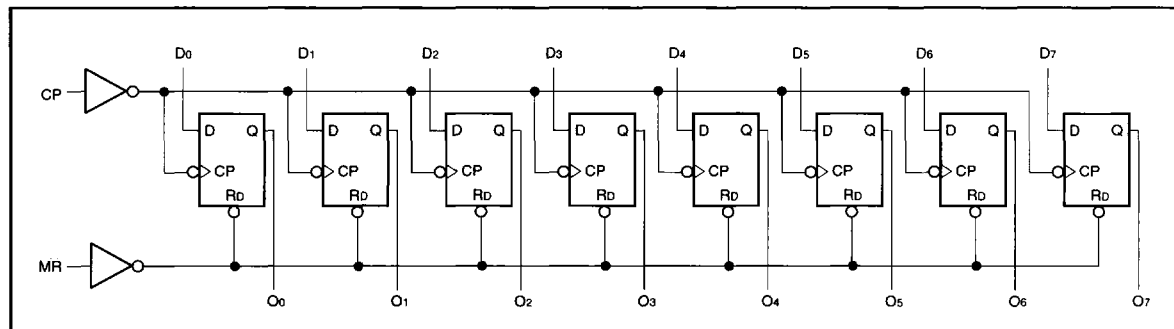 D0 D1 D2 D3 D4 D5 D6 D7
CP
D Q D Q D Q D Q D Q D Q D Q D Q
CP CP CP CP CP CP CP CP
RD RD RD RD RD RD RD RD
MR
O0 O1 O2 O3 O4 O5 O6 O7